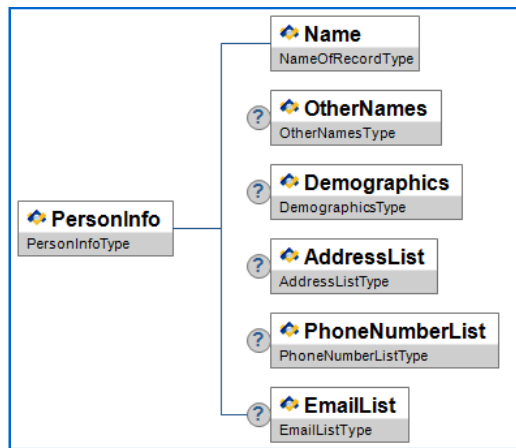 Name
NameOfRecordType
?
OtherNames
OtherNamesType
?
Demographics
DemographicsType
PersonInfo
PersonInfoType
?
AddressList
AddressListType
?
PhoneNumberList
PhoneNumberListType
?
EmailList
EmailListType